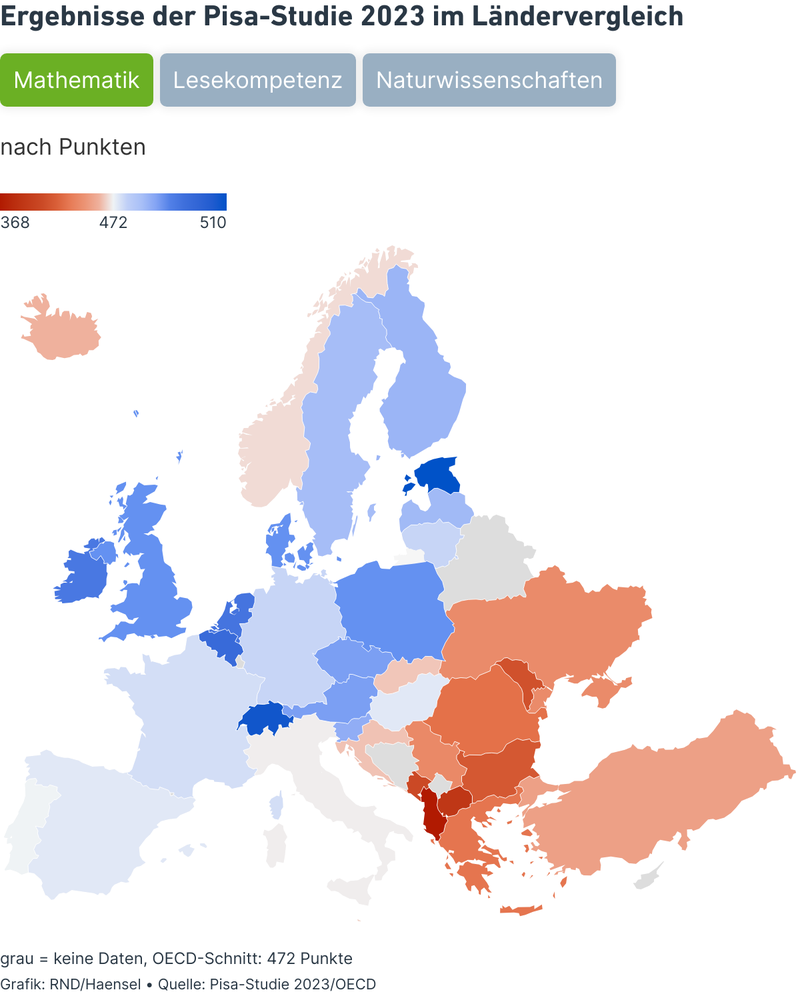 Ergebnisse der Pisa-Studie 2023 im Ländervergleich
Mathematik Lesekompetenz Naturwissenschaften
nach Punkten
368 472 510
grau = keine Daten, OECD-Schnitt: 472 Punkte
Grafik: RND/Haensel • Quelle: Pisa-Studie 2023/OECD